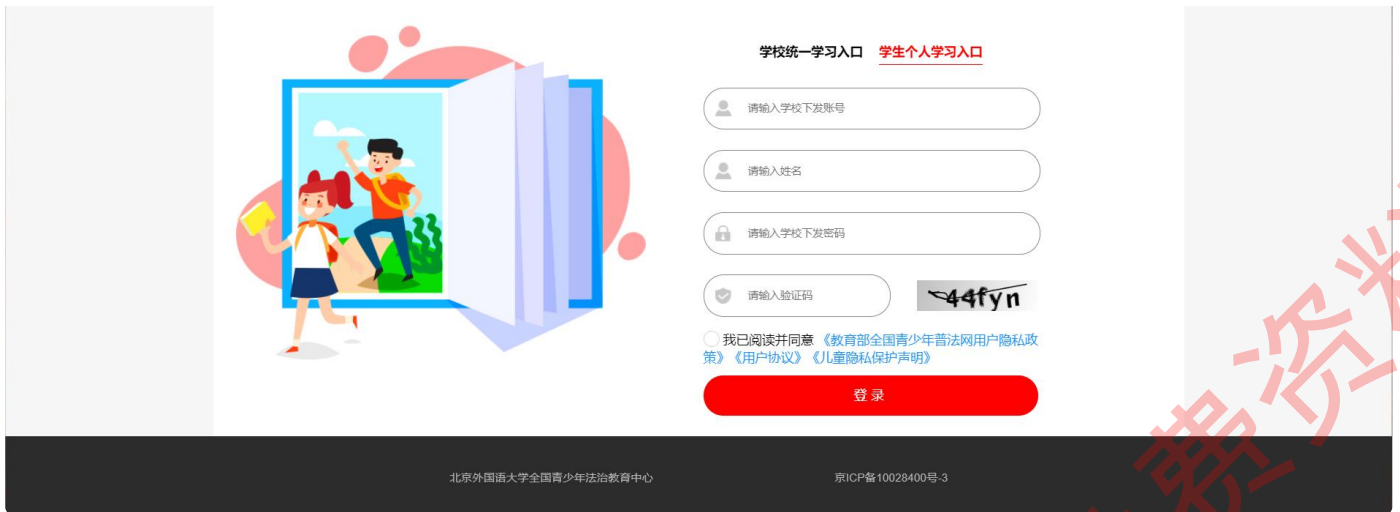 学校统一学习入口 学生个人学习入口
请输入学校下发账号
请输入姓名
请输入学校下发密码
请输入验证码 44fyn
我已阅读并同意 《教育部全国青少年普法网用户隐私政
策》《用户协议》《儿童隐私保护声明》
登 录
北京外国语大学全国青少年法治教育中心 京ICP备10028400号-3
费资料